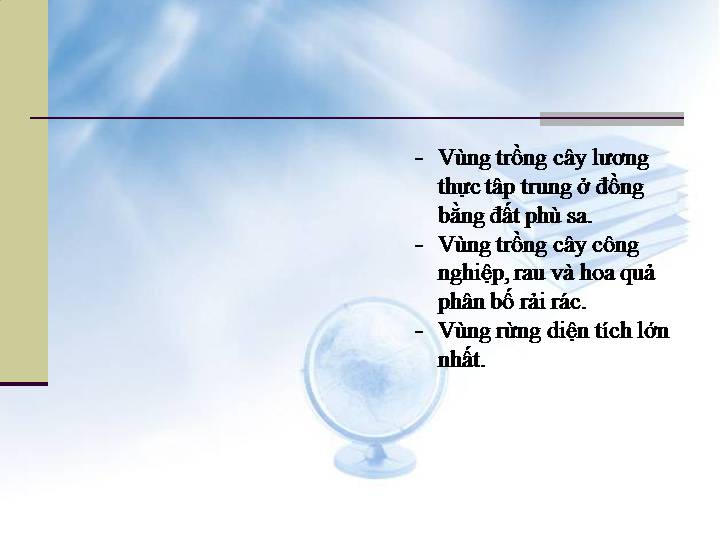 - Vùng trồng cây lương
thực tâp trung ở đồng
bằng đất phù sa.
- Vùng trồng cây công
nghiệp, rau và hoa quả
phân bố rải rác.
- Vùng rừng diện tích lớn
nhất.